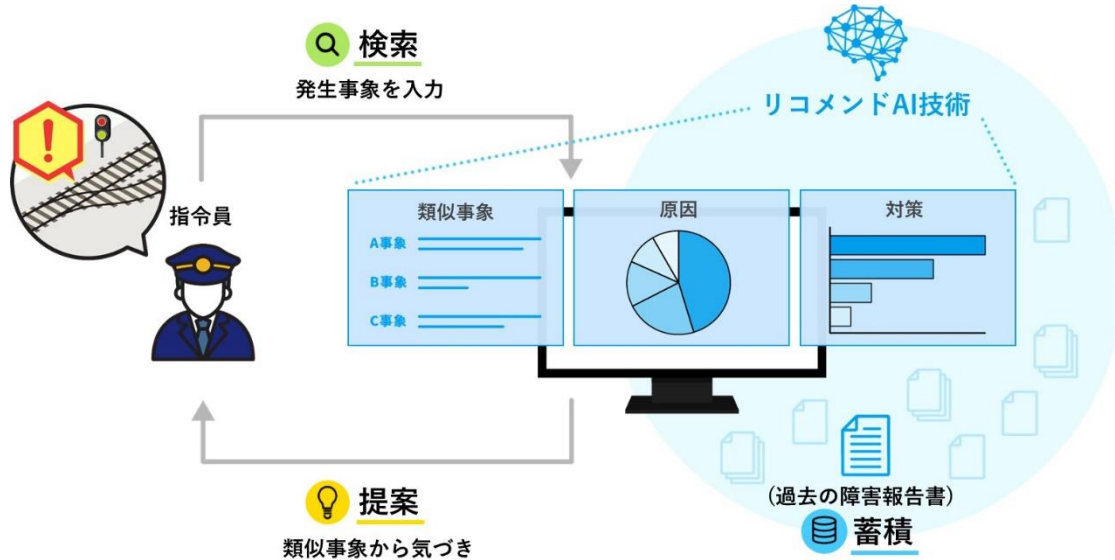 検索
発生事象を入力
リコメンドAI技術
!
指令員
類似事象
A事象
B事象
C事象
原因
対策
(過去の障害報告書)
蓄積
提案
類似事象から気づき